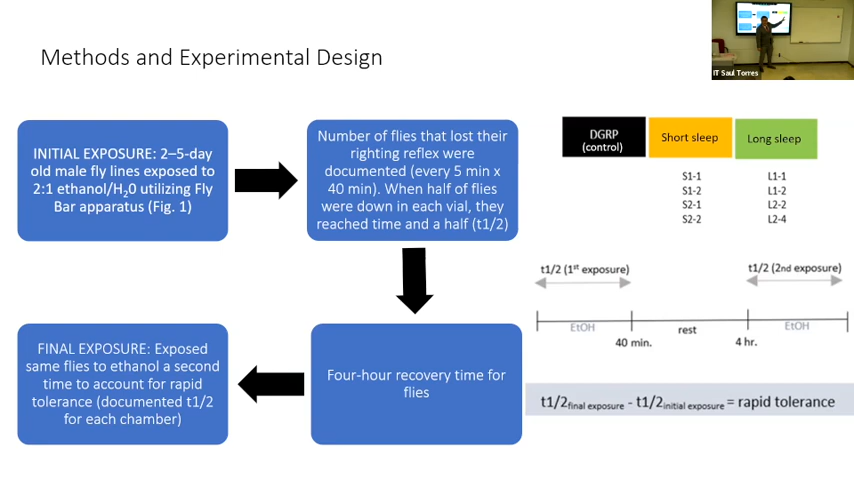 IT Saul Torres
Methods and Experimental Design
INITIAL EXPOSURE: 2–5-day
old male fly lines exposed to
2:1 ethanol/H₂0 utilizing Fly
Bar apparatus (Fig. 1)
Number of flies that lost their
righting reflex were
documented (every 5 min x
40 min). When half of flies
were down in each vial, they
reached time and a half (t1/2)
Four-hour recovery time for
flies
FINAL EXPOSURE: Exposed
same flies to ethanol a second
time to account for rapid
tolerance (documented t1/2
for each chamber)
DGRP
(control)
Short sleep
Long sleep
S1-1 L1-1
S1-2 L1-2
S2-1 L2-2
S2-2 L2-4
t1/2 (1st exposure) t1/2 (2nd exposure)
EtOH rest EtOH
40 min. 4 hr.
t1/2final exposure - t1/2initial exposure = rapid tolerance